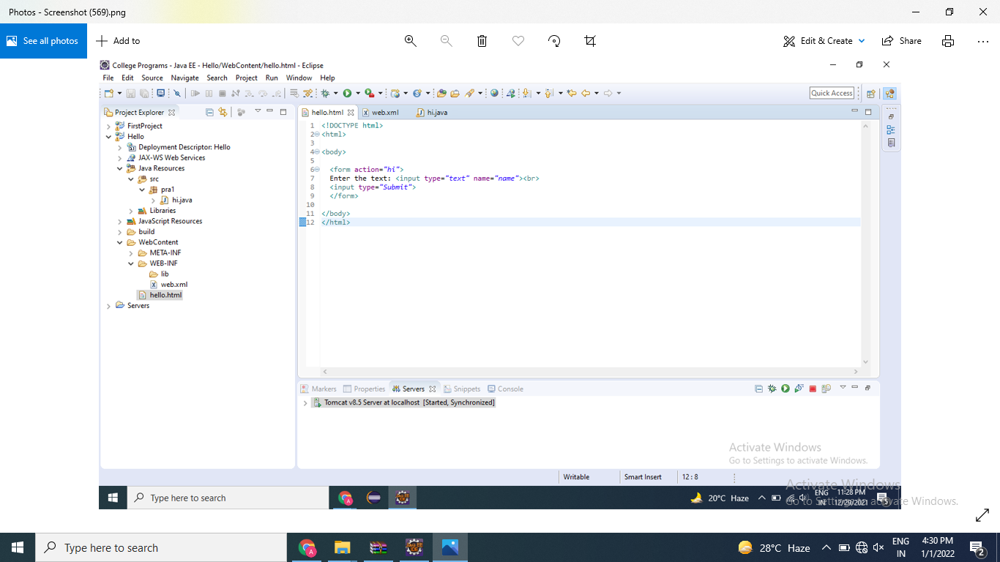 Photos - Screenshot (569).png
See all photos
Add to
Edit & Create
Share
College Programs - Java EE - Hello/WebContent/hello.html - Eclipse
File Edit Source Navigate Search Project Run Window Help
Quick Access
Project Explorer
hello.html
web.xml
hi.java
FirstProject
Hello
Deployment Descriptor: Hello
JAX-WS Web Services
Java Resources
src
pra1
hi.java
Libraries
JavaScript Resources
build
WebContent
META-INF
WEB-INF
lib
web.xml
hello.html
Servers
1 <!DOCTYPE html>
2 <html>
3
4 <body>
5
6 <form action="hi">
7 Enter the text: <input type="text" name="name"><br>
8 <input type="Submit">
9 </form>
10
11 </body>
12 </html>
Markers Properties Servers Snippets Console
Tomcat v8.5 Server at localhost [Started, Synchronized]
Activate Windows
Go to Settings to activate Windows.
Writable Smart Insert 12 : 8
Activate Windows
Go to Settings to activate Windows.
Type here to search
20°C Haze
ENG
IN
11:28 PM
12/29/2021
5
Type here to search
28°C Haze
ENG
IN
4:30 PM
1/1/2022
2